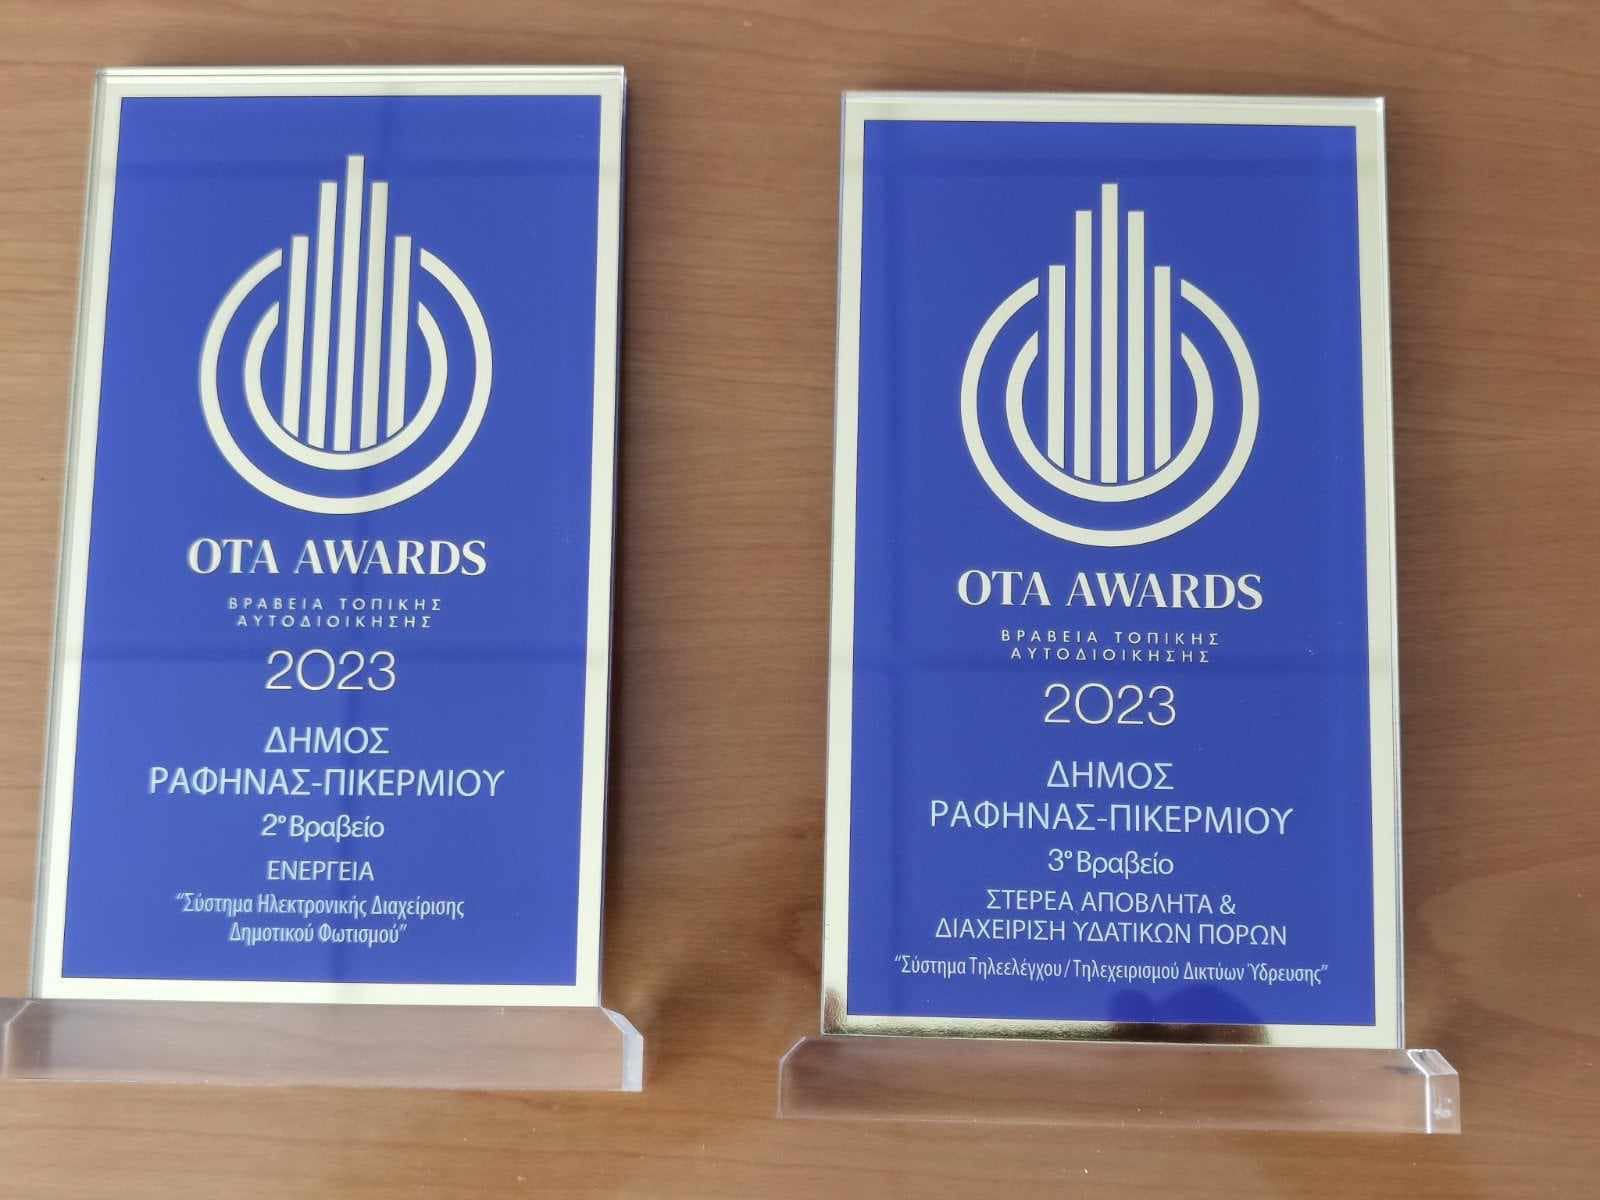 OTA AWARDS
ΒΡΑΒΕΙΑ ΤΟΠΙΚΗΣ
ΑΥΤΟΔΙΟΙΚΗΣΗΣ
2023
ΔΗΜΟΣ
ΡΑΦΗΝΑΣ-ΠΙΚΕΡΜΙΟΥ
2° Βραβείο
ΕΝΕΡΓΕΙΑ
“Σύστημα Ηλεκτρονικής Διαχείρισης
Δημοτικού Φωτισμού”
OTA AWARDS
ΒΡΑΒΕΙΑ ΤΟΠΙΚΗΣ
ΑΥΤΟΔΙΟΙΚΗΣΗΣ
2023
ΔΗΜΟΣ
ΡΑΦΗΝΑΣ-ΠΙΚΕΡΜΙΟΥ
3° Βραβείο
ΣΤΕΡΕΑ ΑΠΟΒΛΗΤΑ &
ΔΙΑΧΕΙΡΙΣΗ ΥΔΑΤΙΚΩΝ ΠΟΡΩΝ
“Σύστημα Τηλεελέγχου / Τηλεχειρισμού Δικτύων Ύδρευσης”